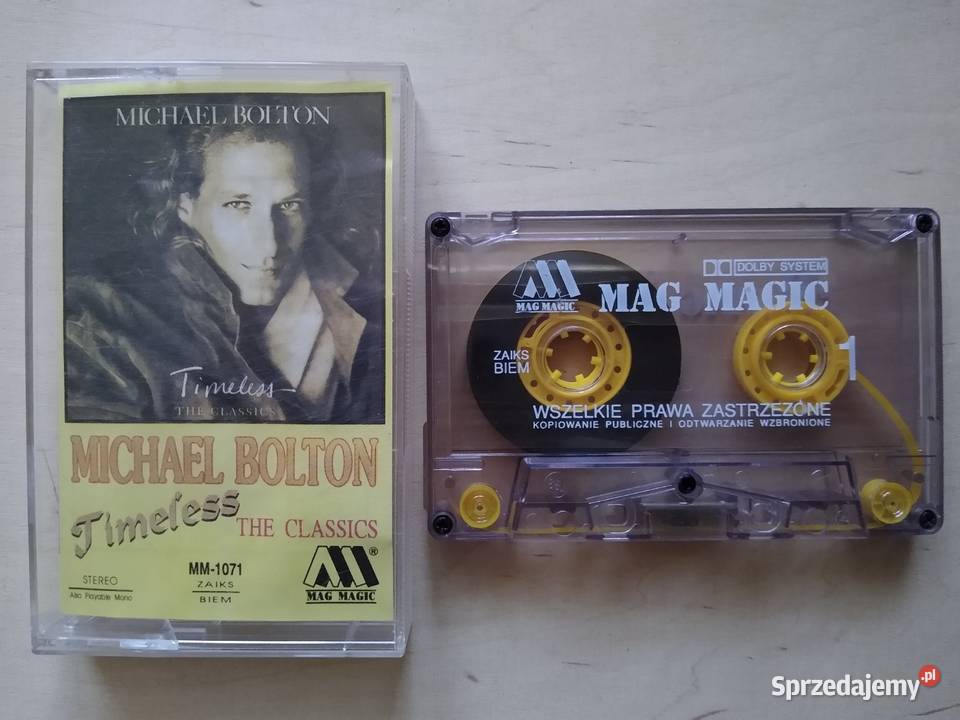 MICHAEL BOLTON
Timeless
THE CLASSICS
MICHAEL BOLTON
Timeless
THE CLASSICS
STEREO
Also Playable Mono
MM-1071
ZAIKS
BIEM
®
MAG MAGIC
MAG MAGIC
DOLBY SYSTEM
MAG MAGIC
ZAIKS
BIEM
1
WSZELKIE PRAWA ZASTRZEZONE
KOPIOWANIE PUBLICZNE I ODTWARZANIE WZBRONIONE
Sprzedajemy.pl